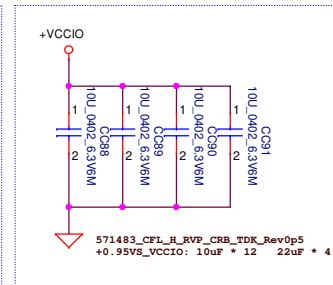 +VCCIO
1
10U_0402_6.3V6M
CC88
2
1
10U_0402_6.3V6M
CC89
2
1
10U_0402_6.3V6M
CC90
2
1
10U_0402_6.3V6M
CC91
2
571483_CFL_H_RVP_CRB_TDK_Rev0p5
+0.95VS_VCCIO: 10uF * 12 22uF * 4